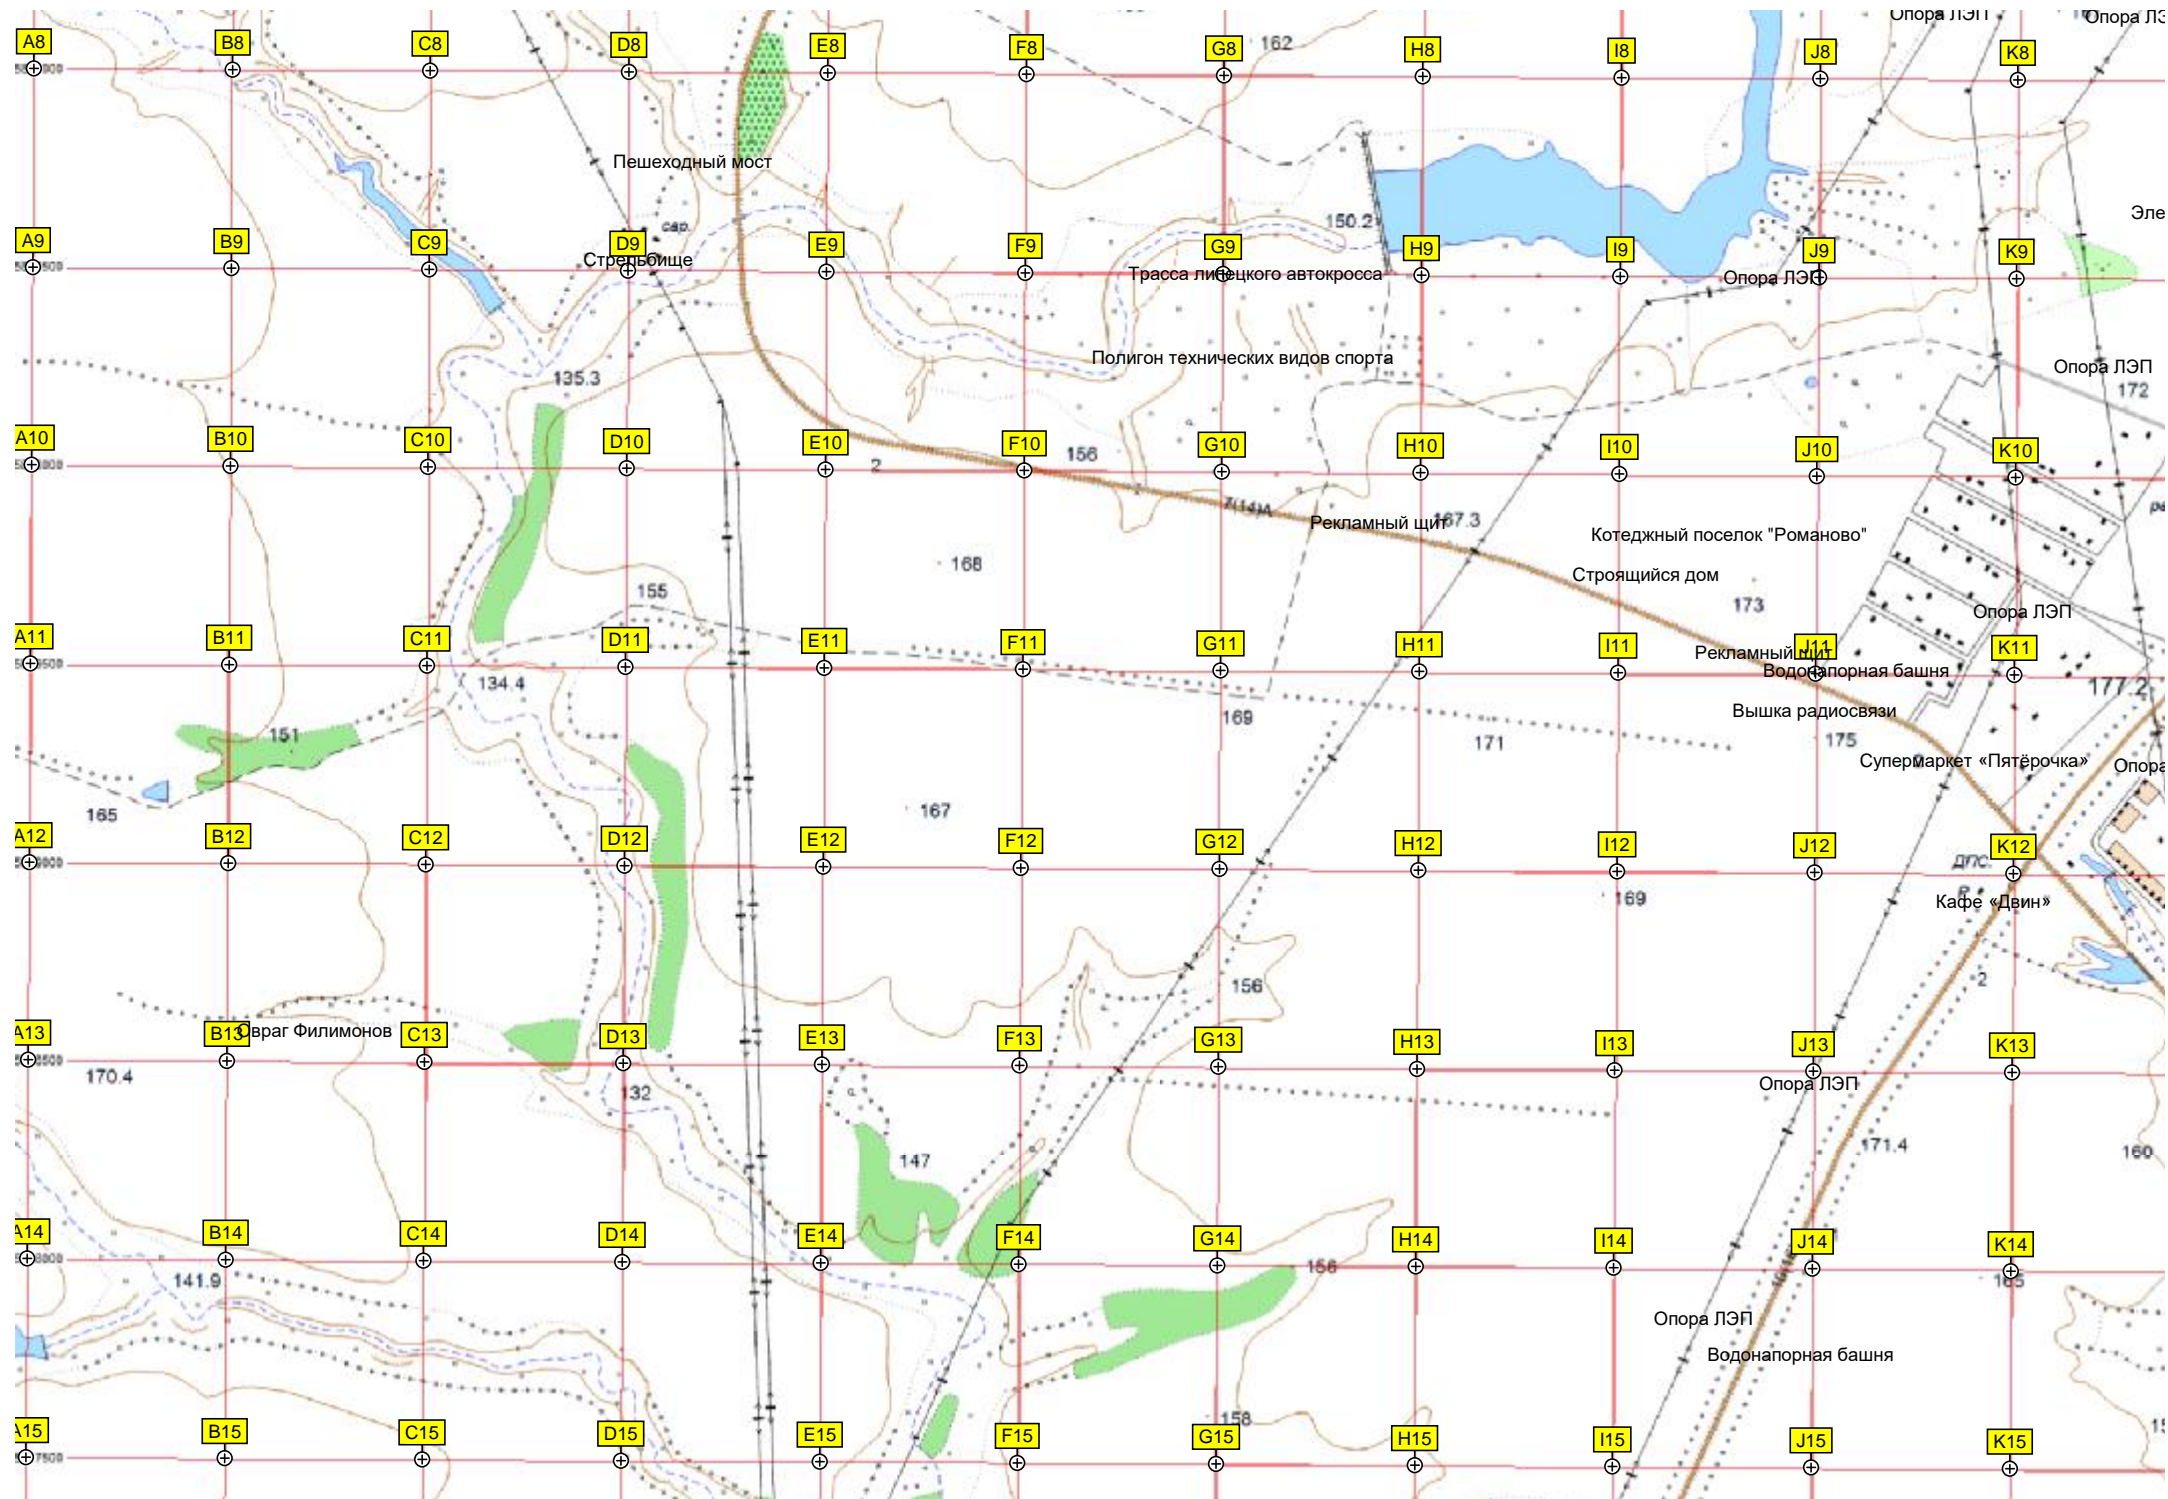 Опора ЛЭП
A8
B8
C8
D8
E8
F8
G8
162
H8
I8
J8
K8
Пешеходный мост
A9
B9
C9
D9
сар.
E9
F9
G9
150.2
H9
I9
J9
K9
Стрельбище
Трасса липецкого автокросса
Опора ЛЭП
Полигон технических видов спорта
135.3
Опора ЛЭП
172
A10
B10
C10
D10
E10
2
F10
156
G10
H10
I10
J10
K10
7(14)А
Рекламный щит
167.3
Котеджный поселок "Романово"
168
Строящийся дом
155
173
Опора ЛЭП
A11
B11
C11
D11
E11
F11
G11
H11
I11
J11
K11
Рекламный щит
Водонапорная башня
134.4
177.2
169
Вышка радиосвязи
151
171
175
Супермаркет «Пятёрочка»
Опора
165
167
A12
B12
C12
D12
E12
F12
G12
H12
I12
J12
K12
ДПС
169
Кафе «Двин»
156
2
A13
B13
Овраг Филимонов
C13
D13
E13
F13
G13
H13
I13
J13
K13
170.4
132
Опора ЛЭП
171.4
147
160
A14
B14
C14
D14
E14
F14
G14
H14
I14
J14
K14
141.9
156
165
Опора ЛЭП
Водонапорная башня
158
A15
B15
C15
D15
E15
F15
G15
H15
I15
J15
K15